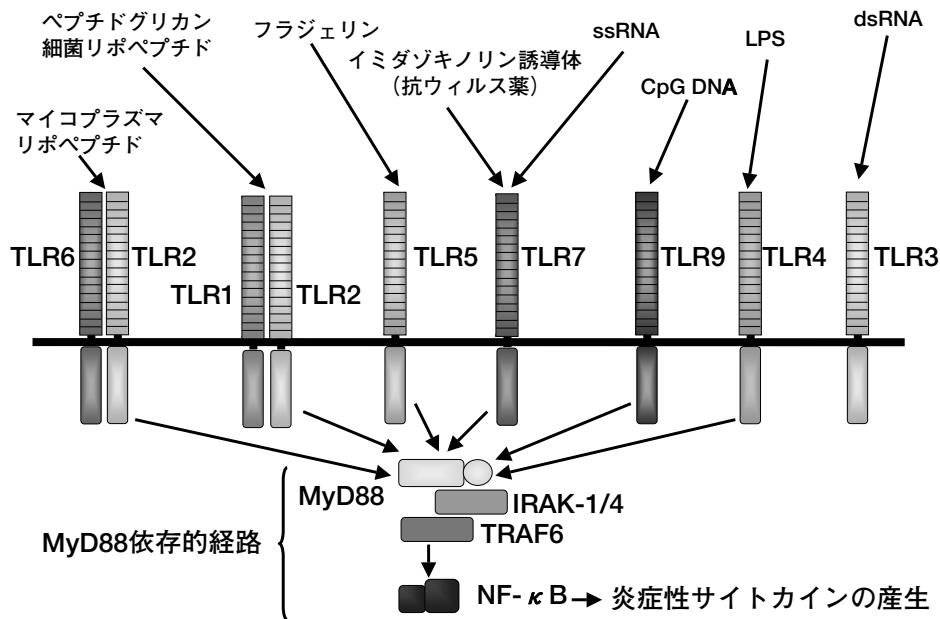 ペプチドグリカン
細菌リポペプチド
フラジェリン
イミダゾキノリン誘導体
（抗ウィルス薬）
ssRNA
CpG DNA
LPS
dsRNA
マイコプラズマ
リポペプチド
TLR6
TLR2
TLR1
TLR2
TLR5
TLR7
TLR9
TLR4
TLR3
MyD88
IRAK-1/4
TRAF6
MyD88依存的経路
NF-κB
炎症性サイトカインの産生